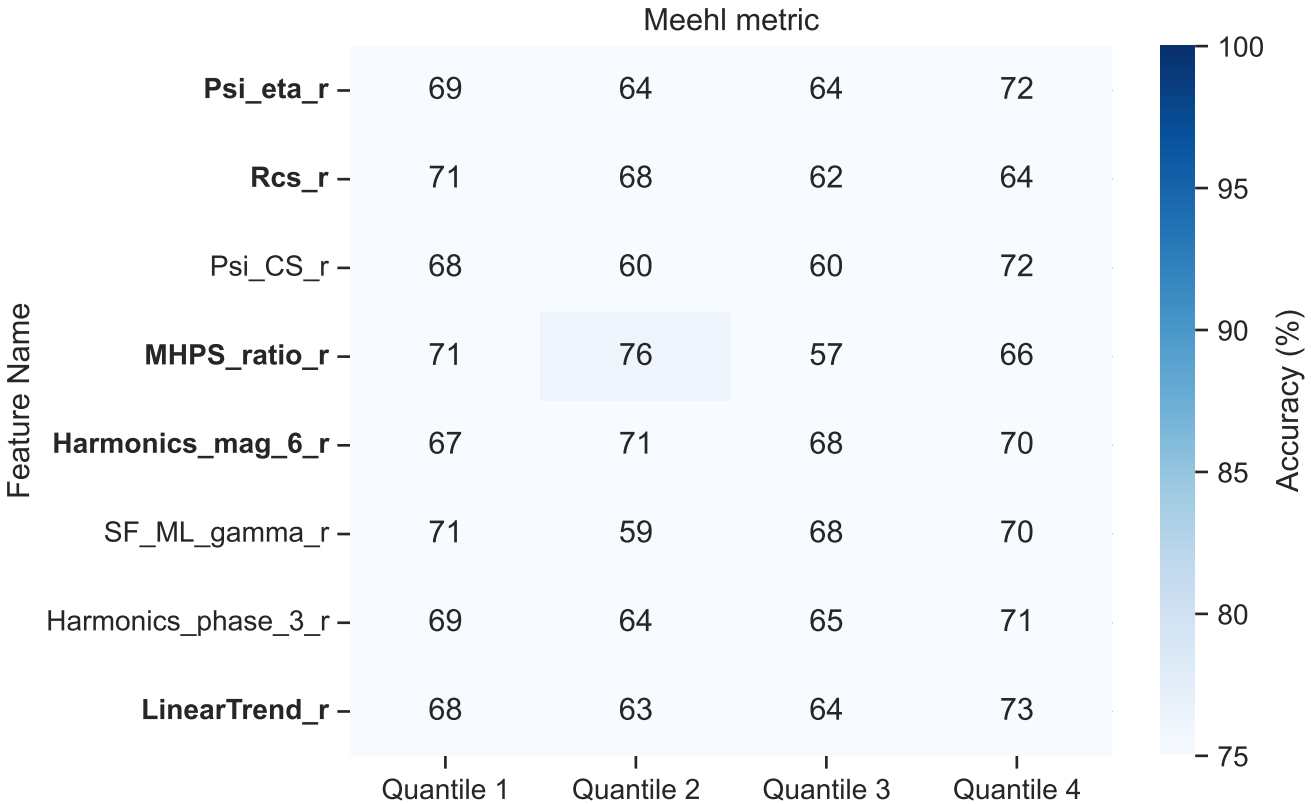 Meehl metric
Feature Name
Psi_eta_r 69 64 64 72
Rcs_r 71 68 62 64
Psi_CS_r 68 60 60 72
MHPS_ratio_r 71 76 57 66
Harmonics_mag_6_r 67 71 68 70
SF_ML_gamma_r 71 59 68 70
Harmonics_phase_3_r 69 64 65 71
LinearTrend_r 68 63 64 73
Quantile 1 Quantile 2 Quantile 3 Quantile 4
100
95
90
85
80
75
Accuracy (%)